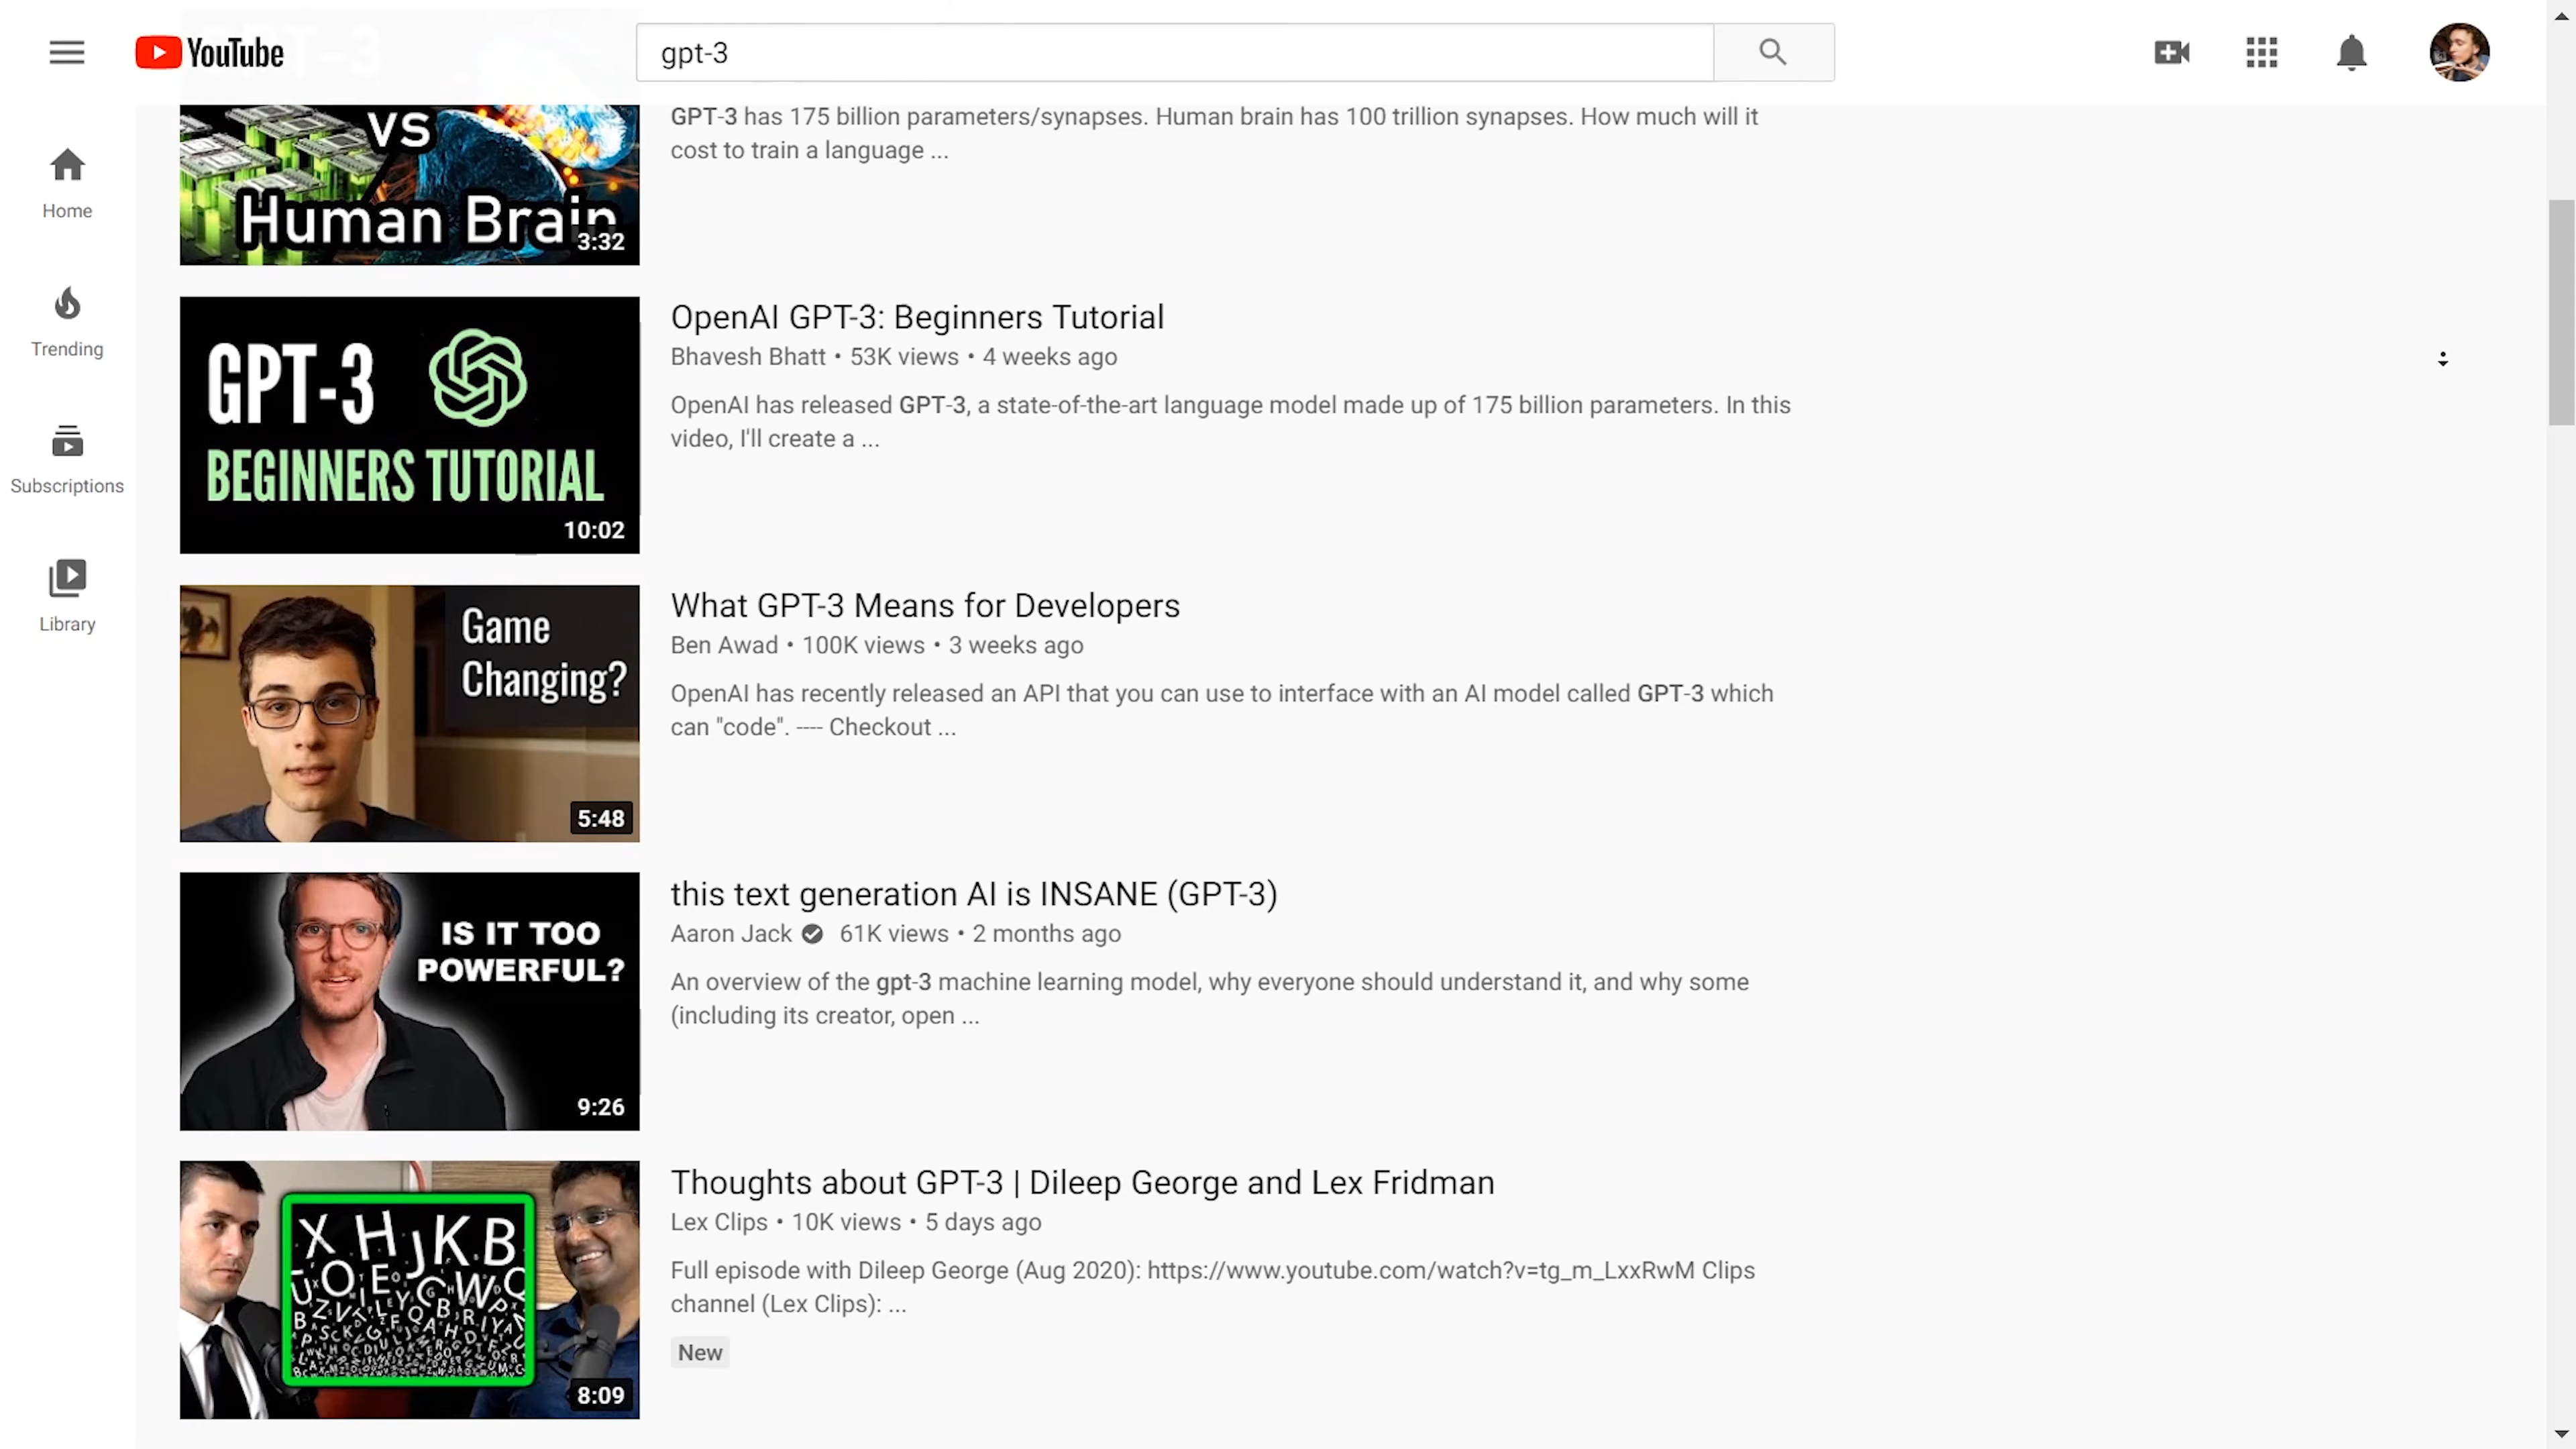 YouTube
gpt-3
vs
Human Brain
3:32
GPT-3 has 175 billion parameters/synapses. Human brain has 100 trillion synapses. How much will it
cost to train a language ...
Home
Trending
Subscriptions
Library
GPT-3
BEGINNERS TUTORIAL
10:02
OpenAI GPT-3: Beginners Tutorial
Bhavesh Bhatt • 53K views • 4 weeks ago
OpenAI has released GPT-3, a state-of-the-art language model made up of 175 billion parameters. In this
video, I'll create a ...
Game
Changing?
5:48
What GPT-3 Means for Developers
Ben Awad • 100K views • 3 weeks ago
OpenAI has recently released an API that you can use to interface with an AI model called GPT-3 which
can "code". ---- Checkout ...
IS IT TOO
POWERFUL?
9:26
this text generation AI is INSANE (GPT-3)
Aaron Jack 61K views • 2 months ago
An overview of the gpt-3 machine learning model, why everyone should understand it, and why some
(including its creator, open ...
X H J K B
8:09
Thoughts about GPT-3 | Dileep George and Lex Fridman
Lex Clips • 10K views • 5 days ago
Full episode with Dileep George (Aug 2020): https://www.youtube.com/watch?v=tg_m_LxxRwM Clips
channel (Lex Clips): ...
New